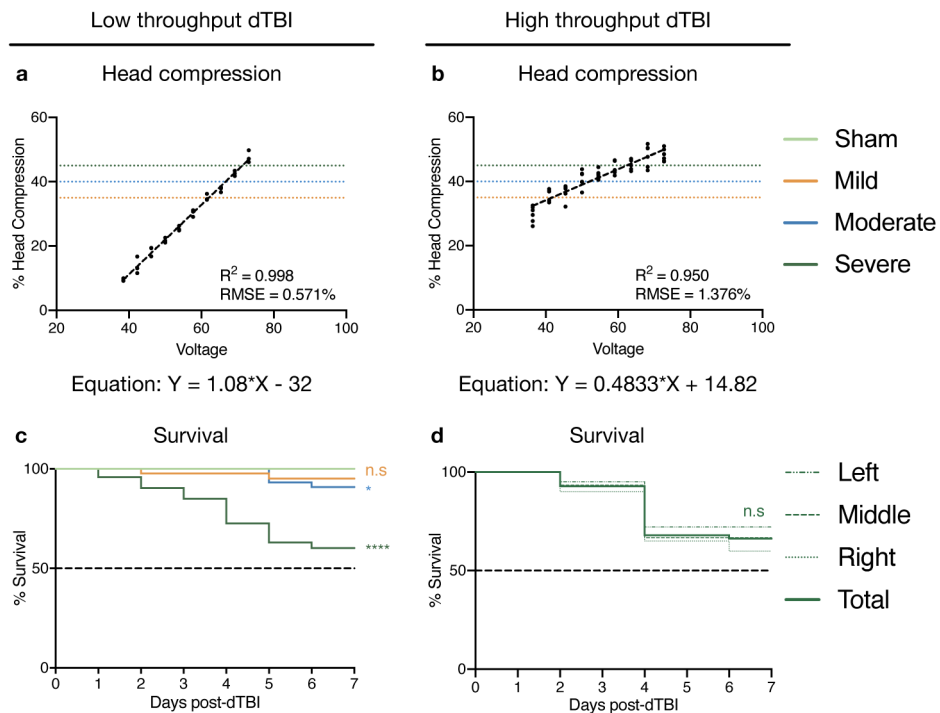 Low throughput dTBI
High throughput dTBI
a Head compression
b Head compression
60
40
20
0
% Head Compression
R² = 0.998
RMSE = 0.571%
20 40 60 80 100
Voltage
Equation: Y = 1.08*X - 32
60
40
20
0
% Head Compression
R² = 0.950
RMSE = 1.376%
20 40 60 80 100
Voltage
Equation: Y = 0.4833*X + 14.82
Sham
Mild
Moderate
Severe
c Survival
100
50
0
% Survival
n.s
*
****
0 1 2 3 4 5 6 7
Days post-dTBI
d Survival
100
50
0
% Survival
n.s
0 1 2 3 4 5 6 7
Days post-dTBI
Left
Middle
Right
Total